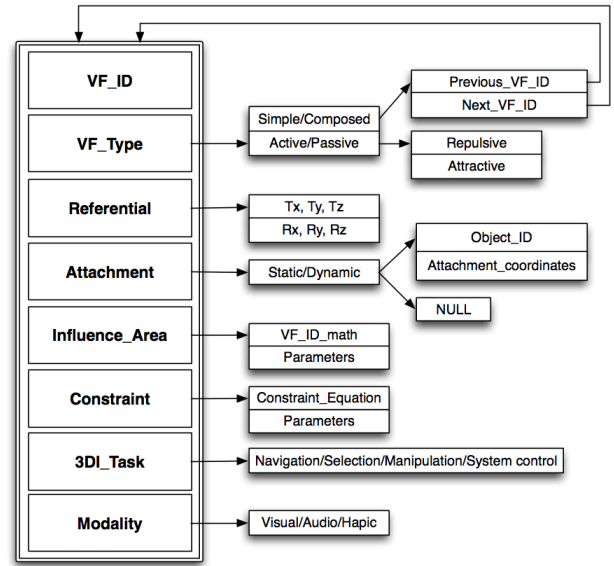 VF_ID
VF_Type
Simple/Composed
Active/Passive
Previous_VF_ID
Next_VF_ID
Repulsive
Attractive
Referential
Tx, Ty, Tz
Rx, Ry, Rz
Attachment
Static/Dynamic
Object_ID
Attachment_coordinates
NULL
Influence_Area
VF_ID_math
Parameters
Constraint
Constraint_Equation
Parameters
3DI_Task
Navigation/Selection/Manipulation/System control
Modality
Visual/Audio/Hapic